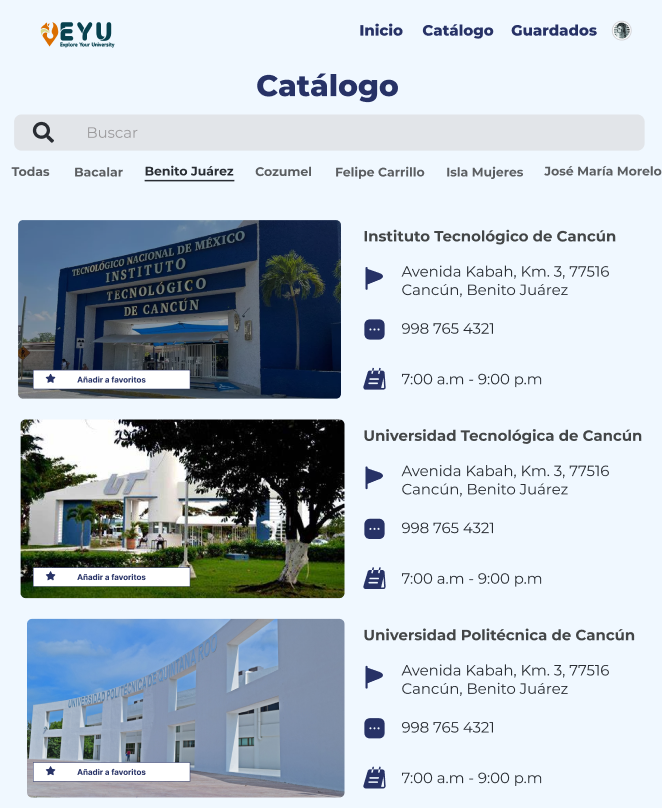 EYU
Explore Your University
Inicio Catálogo Guardados
Catálogo
Buscar
Todas Bacalar Benito Juárez Cozumel Felipe Carrillo Isla Mujeres José María Morelo
TECNOLÓGICO NACIONAL DE MÉXICO
INSTITUTO
TECNOLÓGICO
DE CANCÚN
Añadir a favoritos
Instituto Tecnológico de Cancún
Avenida Kabah, Km. 3, 77516
Cancún, Benito Juárez
998 765 4321
7:00 a.m - 9:00 p.m
UT
Añadir a favoritos
Universidad Tecnológica de Cancún
Avenida Kabah, Km. 3, 77516
Cancún, Benito Juárez
998 765 4321
7:00 a.m - 9:00 p.m
UNIVERSIDAD POLITÉCNICA DE QUINTANA ROO
Añadir a favoritos
Universidad Politécnica de Cancún
Avenida Kabah, Km. 3, 77516
Cancún, Benito Juárez
998 765 4321
7:00 a.m - 9:00 p.m